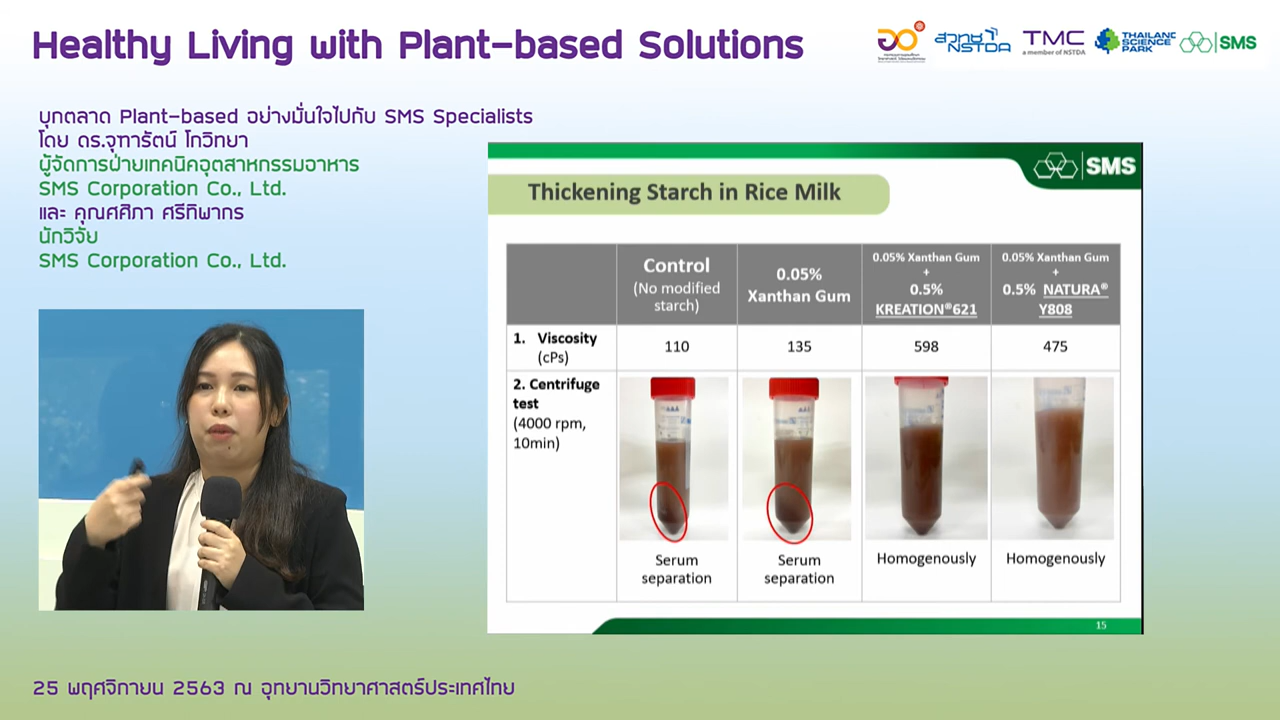 Healthy Living with Plant-based Solutions
สวทช
NSTDA
TMC
a member of NSTDA
THAILAND
SCIENCE
PARK
SMS
บุกตลาด Plant-based อย่างมั่นใจไปกับ SMS Specialists
โดย ดร.จุฑารัตน์ โกวิทยา
ผู้จัดการฝ่ายเทคนิคอุตสาหกรรมอาหาร
SMS Corporation Co., Ltd.
และ คุณศศิภา ศรีทิพากร
นักวิจัย
SMS Corporation Co., Ltd.
SMS
Thickening Starch in Rice Milk
Control
(No modified
starch)
0.05%
Xanthan Gum
0.05% Xanthan Gum
+
0.5%
KREATION®621
0.05% Xanthan Gum
+
0.5% NATURA®
Y808
1. Viscosity
(cPs)
110
135
598
475
2. Centrifuge
test
(4000 rpm,
10min)
Serum
separation
Serum
separation
Homogenously
Homogenously
15
25 พฤศจิกายน 2563 ณ อุทยานวิทยาศาสตร์ประเทศไทย